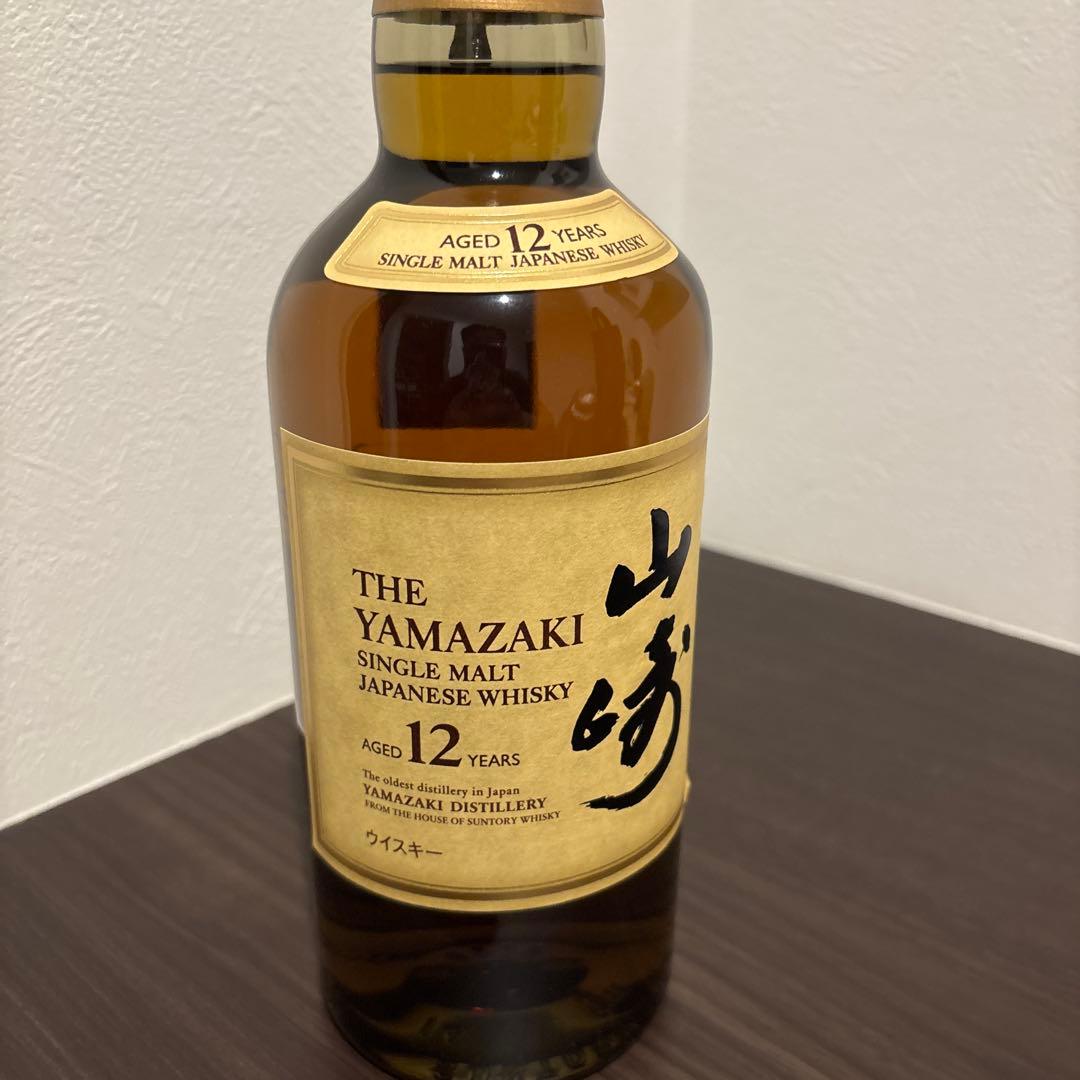 AGED 12 YEARS
SINGLE MALT JAPANESE WHISKY
THE
YAMAZAKI
SINGLE MALT
JAPANESE WHISKY
AGED 12 YEARS
The oldest distillery in Japan
YAMAZAKI DISTILLERY
FROM THE HOUSE OF SUNTORY WHISKY
ウイスキー
山崎